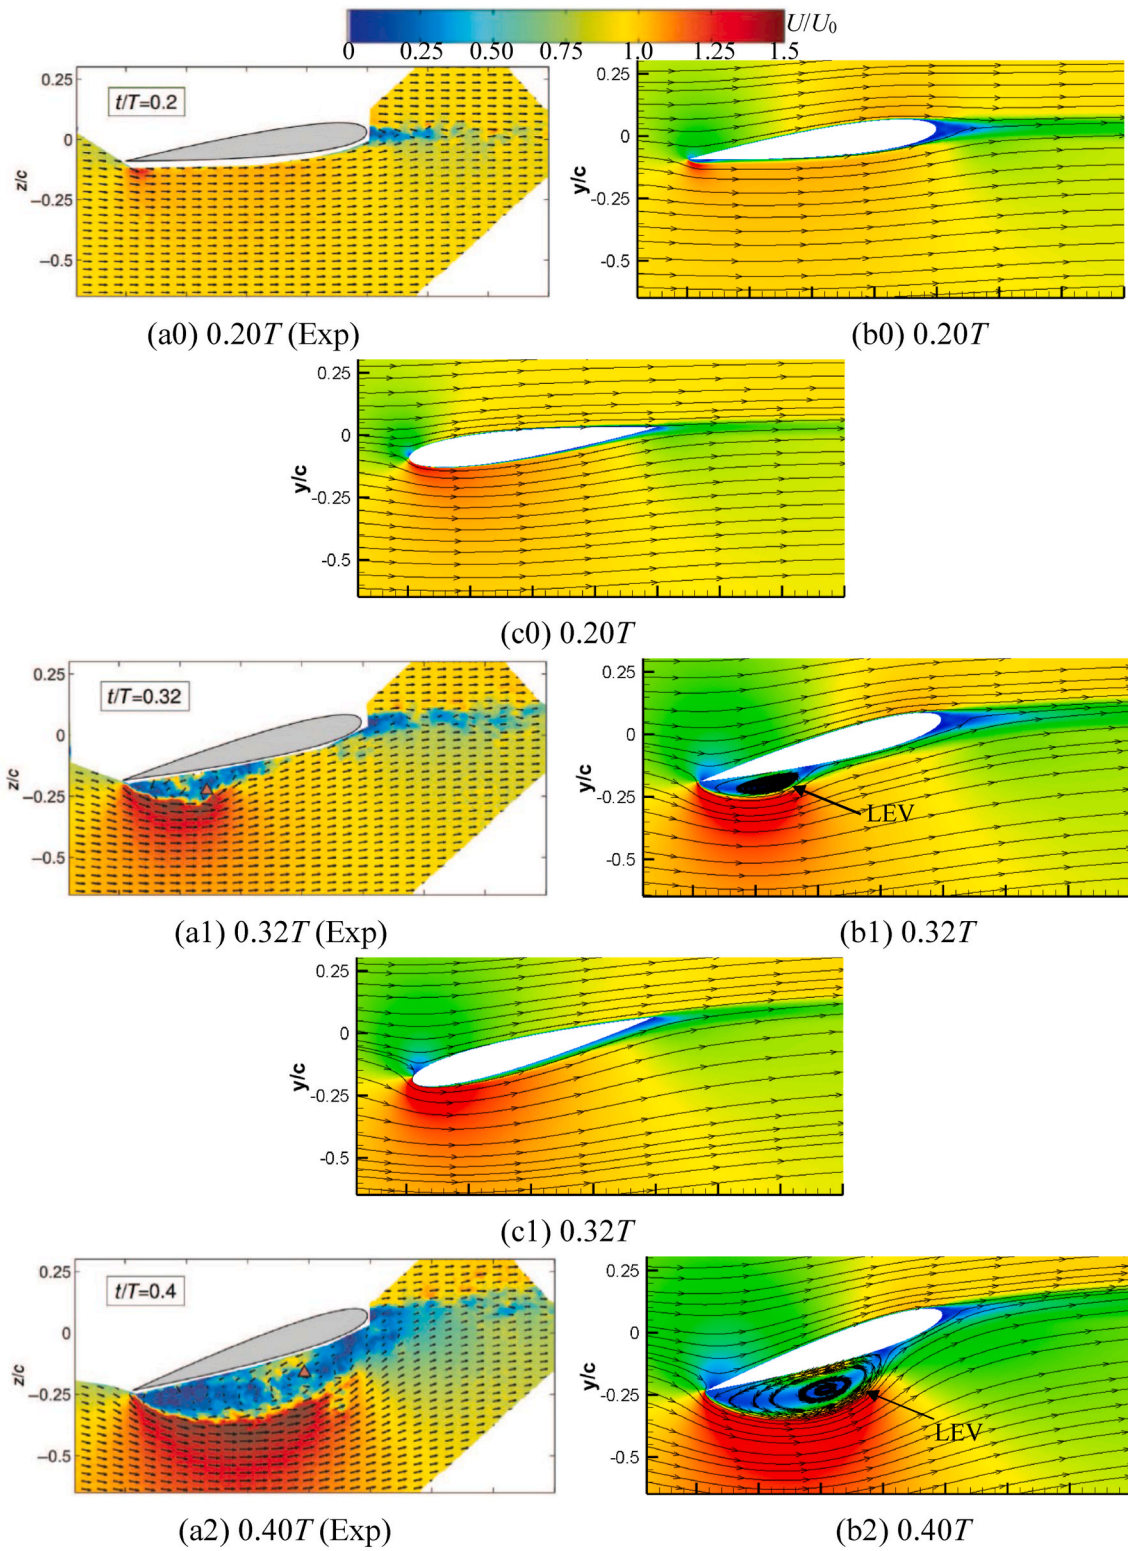 U/U0
0 0.25 0.50 0.75 1.0 1.25 1.5
0.25
0
−0.25
−0.5
z/c
t/T=0.2
(a0) 0.20T (Exp)
0.25
0
-0.25
-0.5
y/c
(b0) 0.20T
0.25
0
-0.25
-0.5
y/c
(c0) 0.20T
0.25
0
−0.25
−0.5
z/c
t/T=0.32
(a1) 0.32T (Exp)
0.25
0
-0.25
-0.5
y/c
LEV
(b1) 0.32T
0.25
0
-0.25
-0.5
y/c
(c1) 0.32T
0.25
0
−0.25
−0.5
z/c
t/T=0.4
(a2) 0.40T (Exp)
0.25
0
-0.25
-0.5
y/c
LEV
(b2) 0.40T